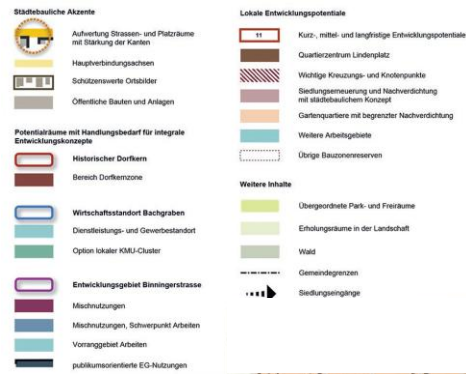 Städtebauliche Akzente
Aufwertung Strassen- und Platzräume
mit Stärkung der Kanten
Hauptverbindungsachsen
Schützenswerte Ortsbilder
Öffentliche Bauten und Anlagen
Potentialräume mit Handlungsbedarf für integrale
Entwicklungskonzepte
Historischer Dorfkern
Bereich Dorfkernzone
Wirtschaftsstandort Bachgraben
Dienstleistungs- und Gewerbestandort
Option lokaler KMU-Cluster
Entwicklungsgebiet Binningerstrasse
Mischnutzungen
Mischnutzungen, Schwerpunkt Arbeiten
Vorranggebiet Arbeiten
publikumsorientierte EG-Nutzungen
Lokale Entwicklungspotentiale
11 Kurz-, mittel- und langfristige Entwicklungspotentiale
Quartierzentrum Lindenplatz
Wichtige Kreuzungs- und Knotenpunkte
Siedlungserneuerung und Nachverdichtung
mit städtebaulichem Konzept
Gartenquartiere mit begrenzter Nachverdichtung
Weitere Arbeitsgebiete
Übrige Bauzonenreserven
Weitere Inhalte
Übergeordnete Park- und Freiräume
Erholungsräume in der Landschaft
Wald
Gemeindegrenzen
Siedlungseingänge